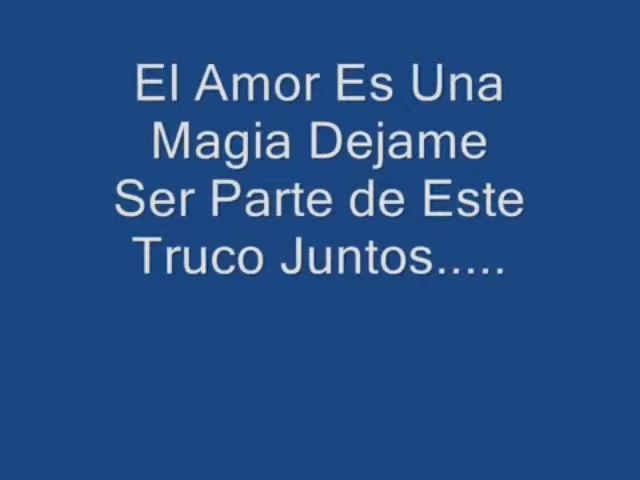 El Amor Es Una
Magia Dejame
Ser Parte de Este
Truco Juntos.....